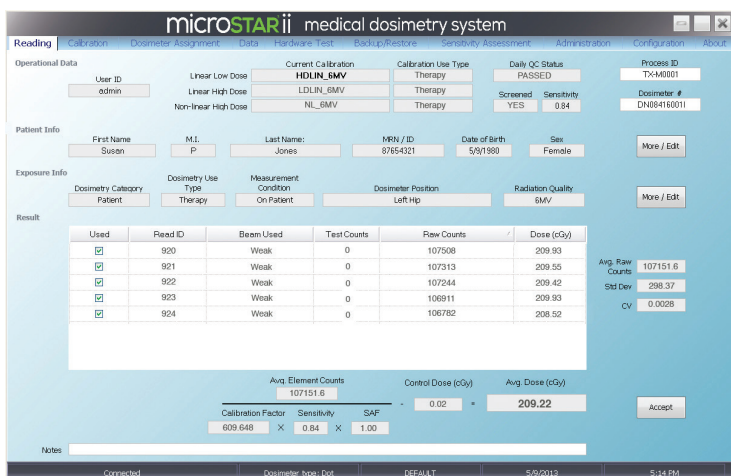 microSTARii medical dosimetry system
Reading Calibration Dosimeter Assignment Data Hardware Test Backup/Restore Sensitivity Assessment Administration Configuration About
Operational Data
User ID
admin
Current Calibration Calibration Use Type
Linear Low Dose HDLIN_6MV Therapy
Linear High Dose LDLIN_6MV Therapy
Non-linear High Dose NL_6MV Therapy
Daily QC Status
PASSED
Screened Sensitivity
YES 0.84
Process ID
TX-M0001
Dosimeter #
DN08416001I
Patient Info
First Name M.I. Last Name: MRN / ID Date of Birth Sex
Susan P Jones 87654321 5/9/1980 Female
More / Edit
Exposure Info
Dosimetry Category Dosimetry Use Type Measurement Condition Dosimeter Position Radiation Quality
Patient Therapy On Patient Left Hip 6MV
More / Edit
Result
Used Read ID Beam Used Test Counts Raw Counts Dose (cGy)
920 Weak 0 107508 209.93
921 Weak 0 107313 209.55
922 Weak 0 107244 209.42
923 Weak 0 106911 209.93
924 Weak 0 106782 208.52
Avg. Raw Counts 107151.6
Std Dev 298.37
CV 0.0028
Avg. Element Counts
107151.6
Calibration Factor Sensitivity SAF
609.648 X 0.84 X 1.00
-
Control Dose (cGy)
0.02
=
Avg. Dose (cGy)
209.22
Accept
Notes
Connected Dosimeter type: Dot DEFAULT 5/9/2013 5:14 PM